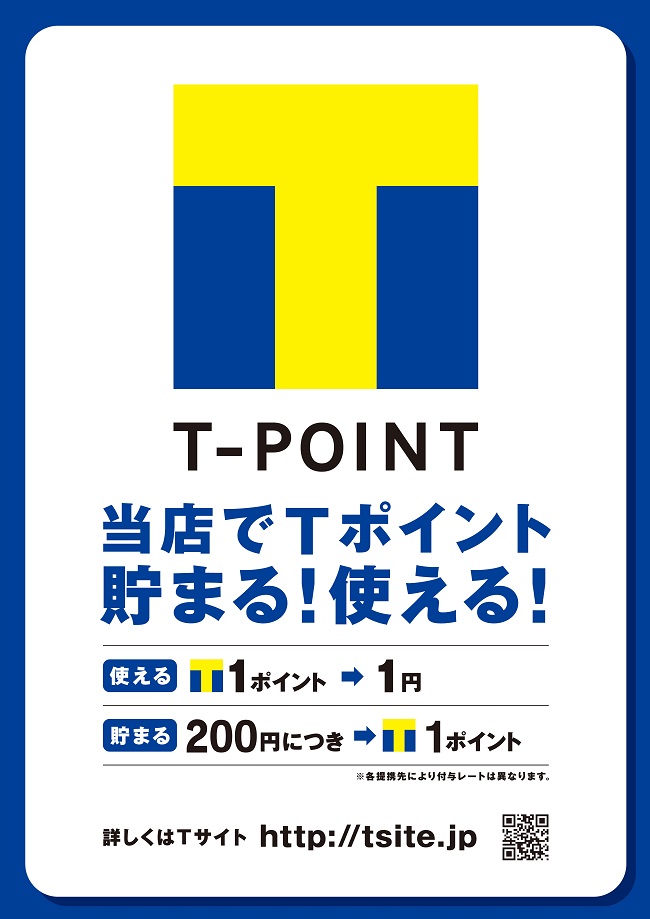 T-POINT
当店でTポイント
貯まる!使える!
使える T 1ポイント ➡ 1円
貯まる 200円につき ➡ T 1ポイント
※各提携先により付与レートは異なります。
詳しくはTサイト http://tsite.jp